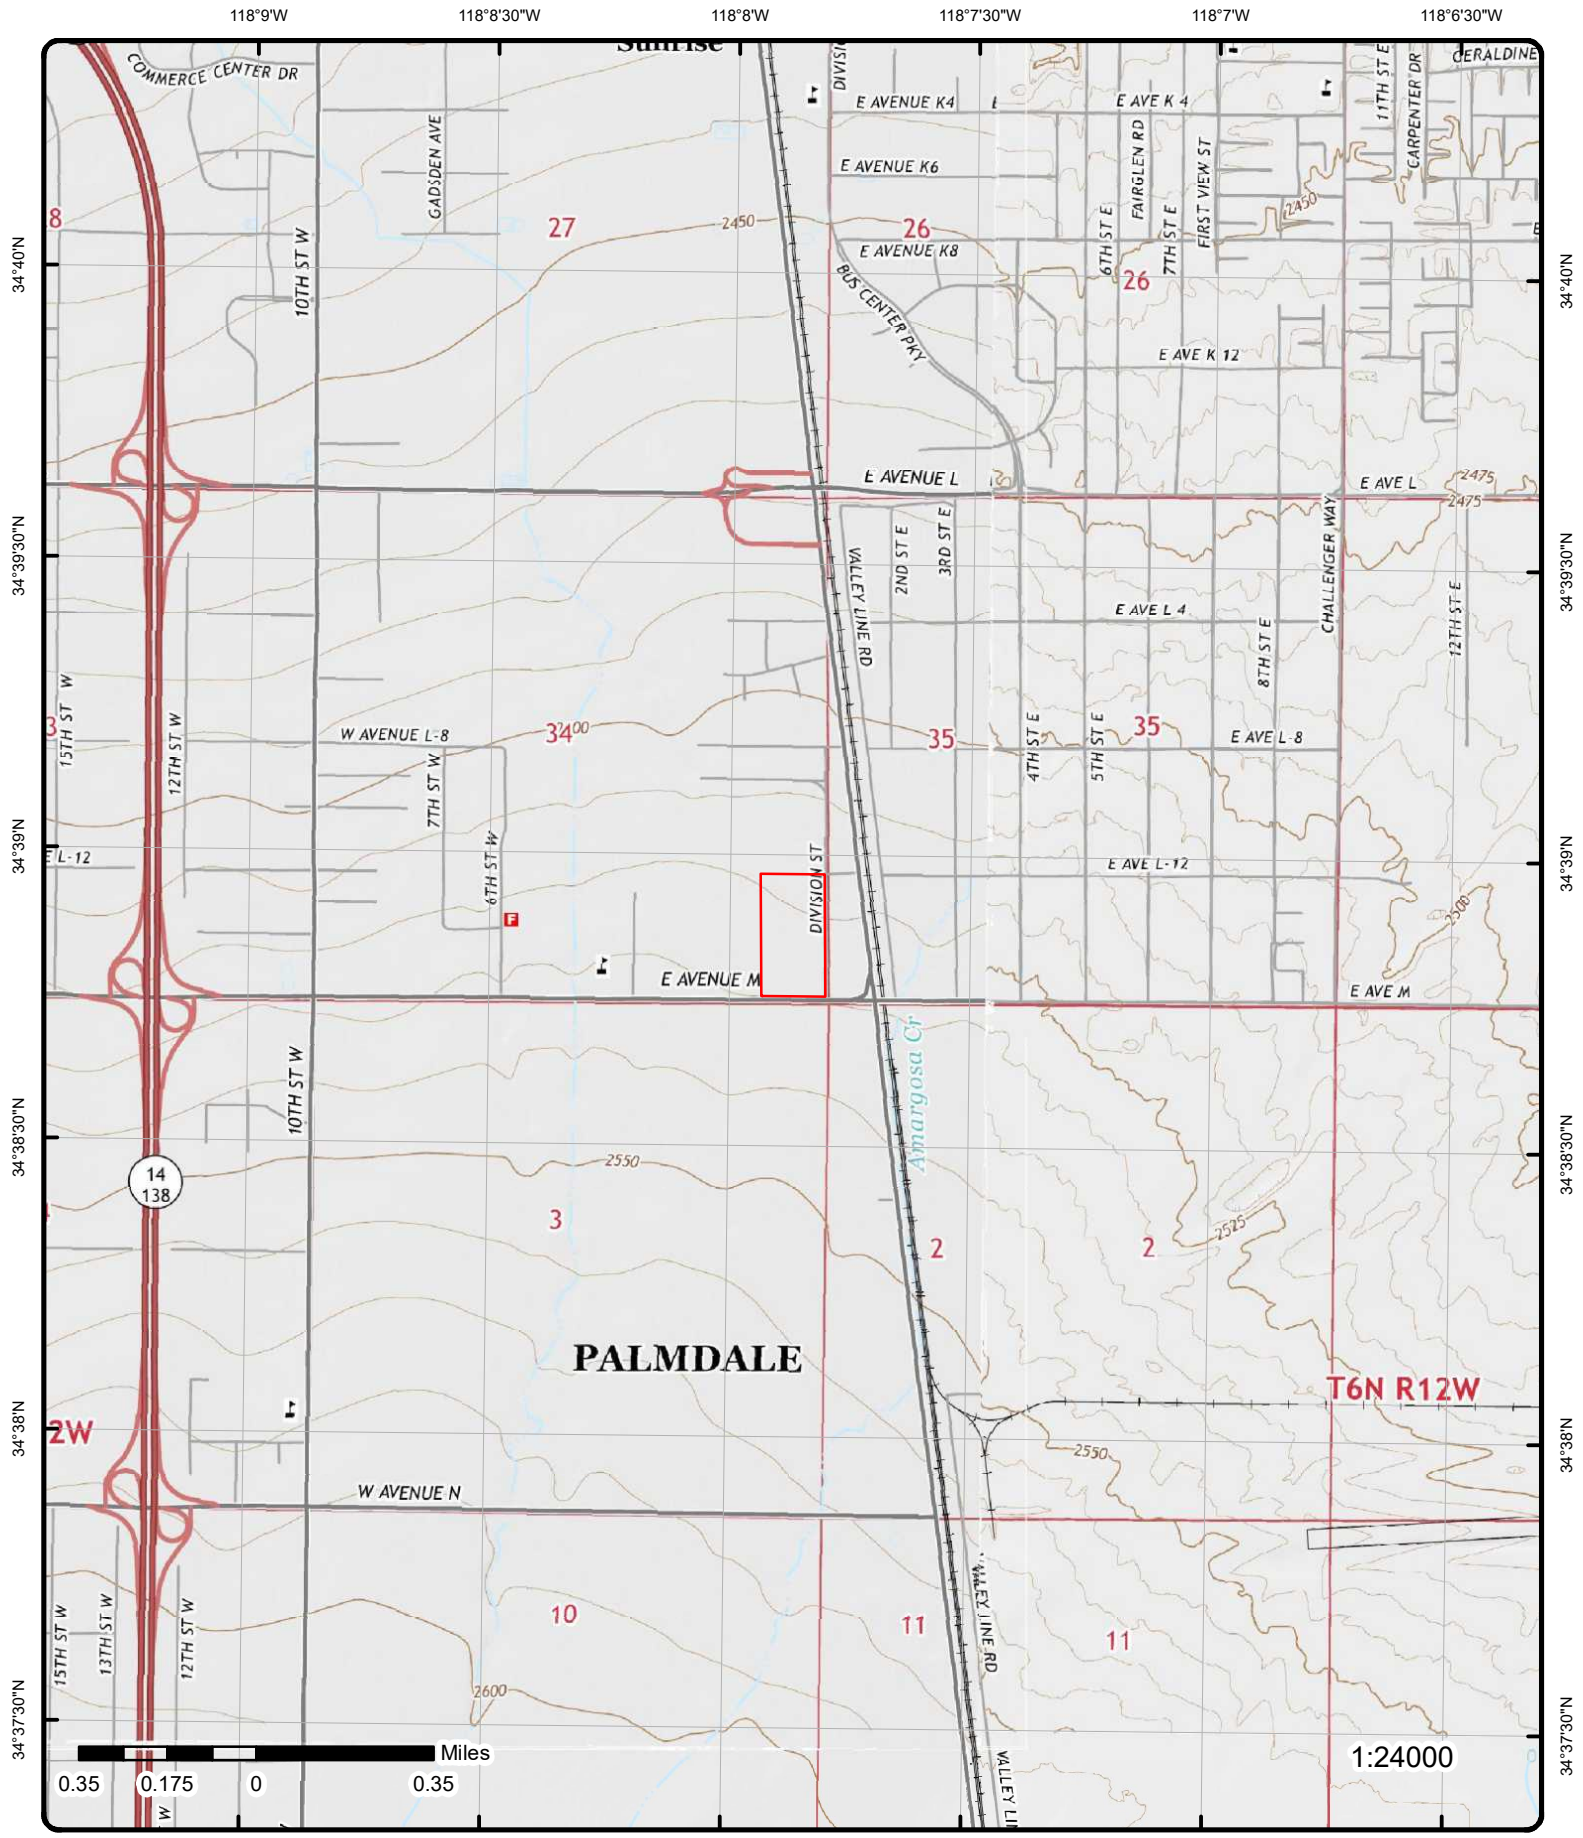 118°9'W
118°8'30"W
118°8'W
118°7'30"W
118°7'W
118°6'30"W
Sunrise
COMMERCE CENTER DR
GERALDINE
11TH ST E
CARPENTER DR
E AVENUE K4
E AVE K 4
GADSDEN AVE
FAIRGLEN RD
FIRST VIEW ST
E AVENUE K6
8
27
2450
26
2450
6TH ST E
7TH ST E
10TH ST W
E AVENUE K8
26
34°40'N
34°40'N
BUS CENTER PKY
E AVE K 12
E AVENUE L
E AVE L
2475
2475
34°39'30"N
34°39'30"N
VALLEY LINE RD
2ND ST E
3RD ST E
CHALLENGER WAY
E AVE L 4
8TH ST E
12TH ST E
3
15TH ST W
12TH ST W
W AVENUE L-8
34
35
35
E AVE L-8
4TH ST E
5TH ST E
7TH ST W
6TH ST W
34°39'N
34°39'N
E L-12
DIVISION ST
E AVE L-12
2500
F
E AVENUE M
E AVE M
Amargosa Cr
10TH ST W
34°38'30"N
34°38'30"N
14
138
2550
3
2
2
2525
PALMDALE
T6N R12W
2W
34°38'N
34°38'N
2550
W AVENUE N
10
11
11
15TH ST W
13TH ST W
12TH ST W
VALLEY LINE RD
2600
34°37'30"N
34°37'30"N
Miles
0.35
0.175
0
0.35
1:24000
W